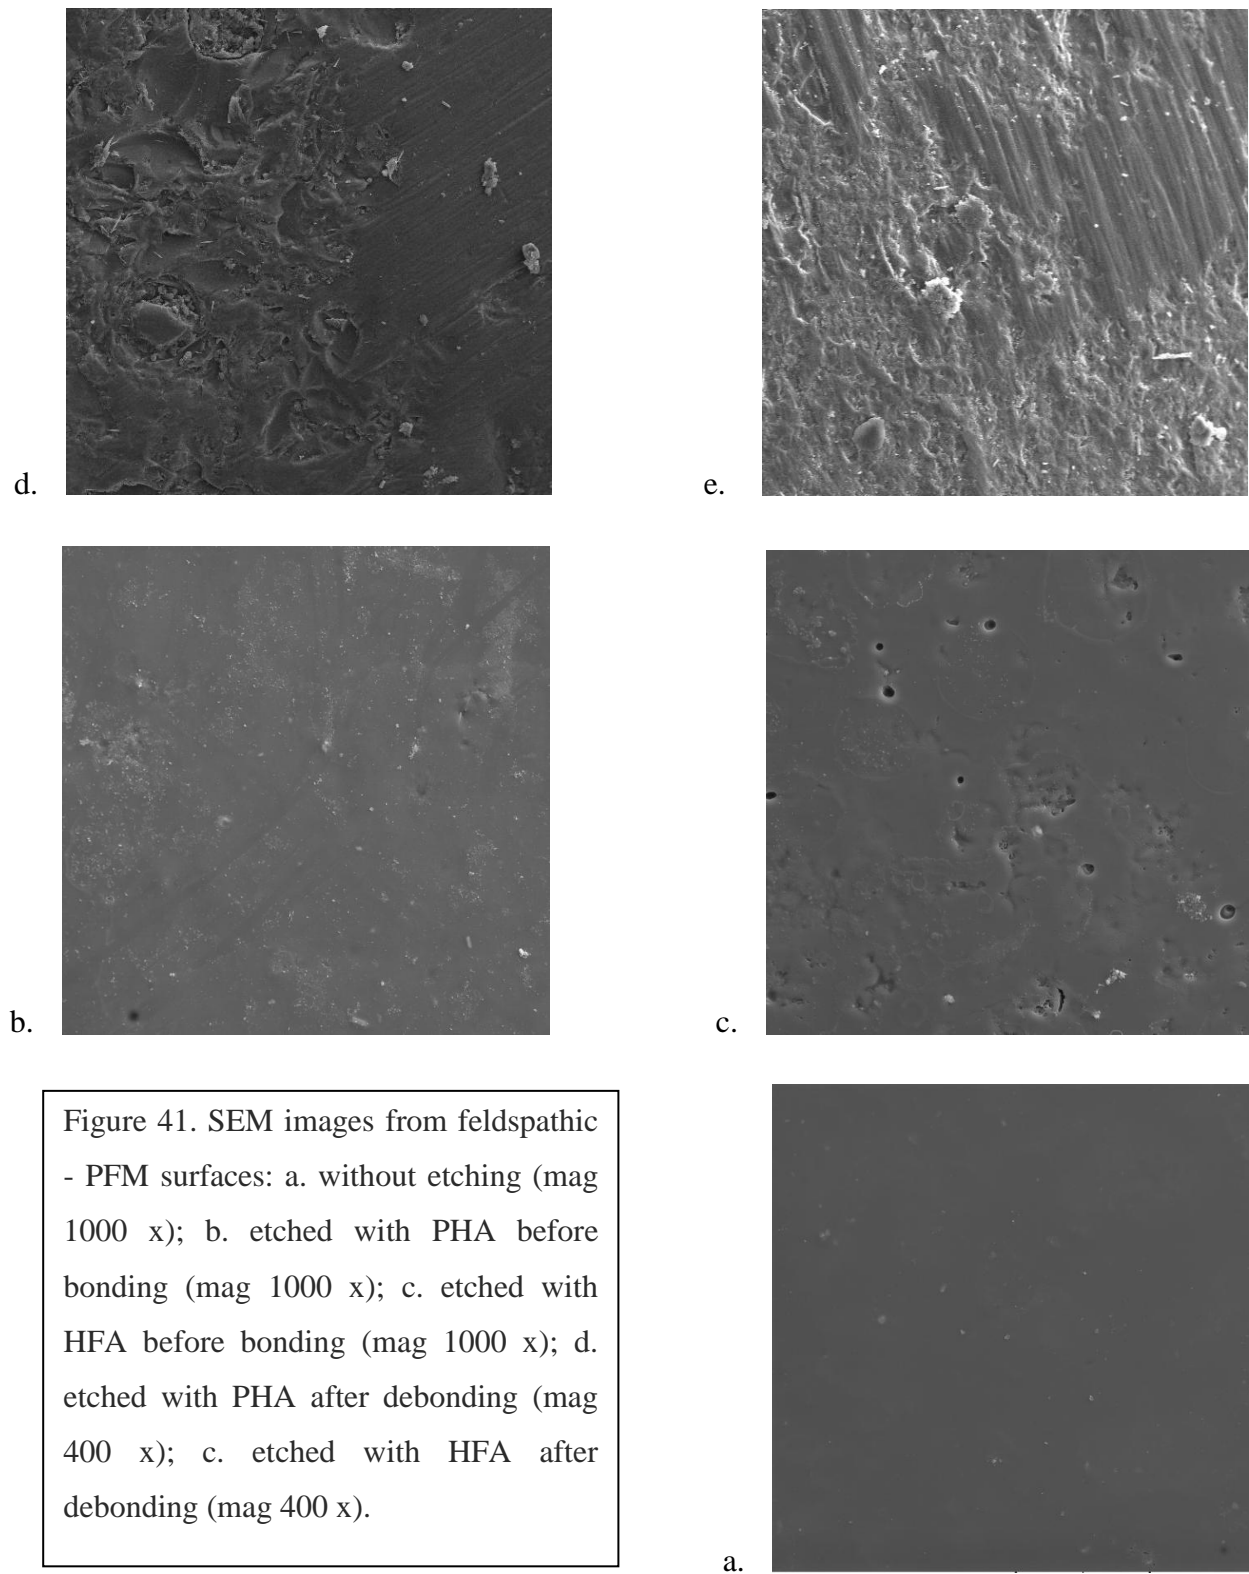 d.
e.
b.
c.
Figure 41. SEM images from feldspathic
- PFM surfaces: a. without etching (mag
1000 x); b. etched with PHA before
bonding (mag 1000 x); c. etched with
HFA before bonding (mag 1000 x); d.
etched with PHA after debonding (mag
400 x); c. etched with HFA after
debonding (mag 400 x).
a.